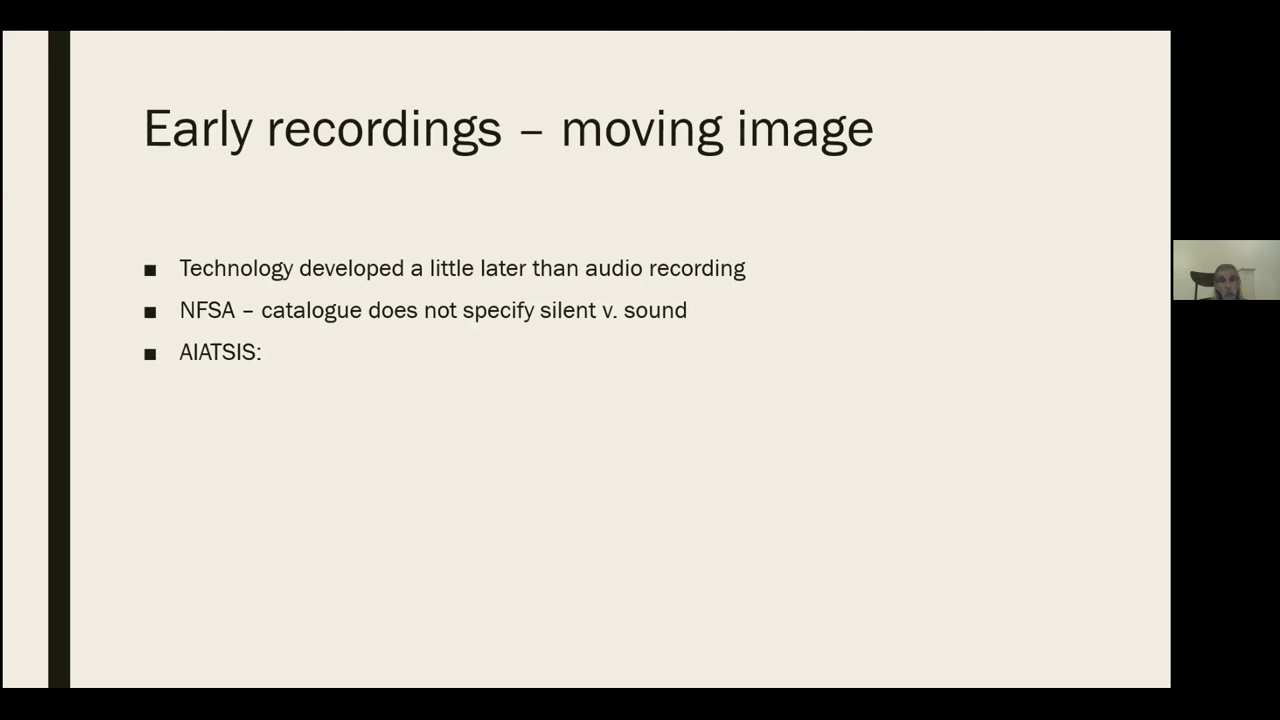 Early recordings – moving image
■ Technology developed a little later than audio recording
■ NFSA – catalogue does not specify silent v. sound
■ AIATSIS: